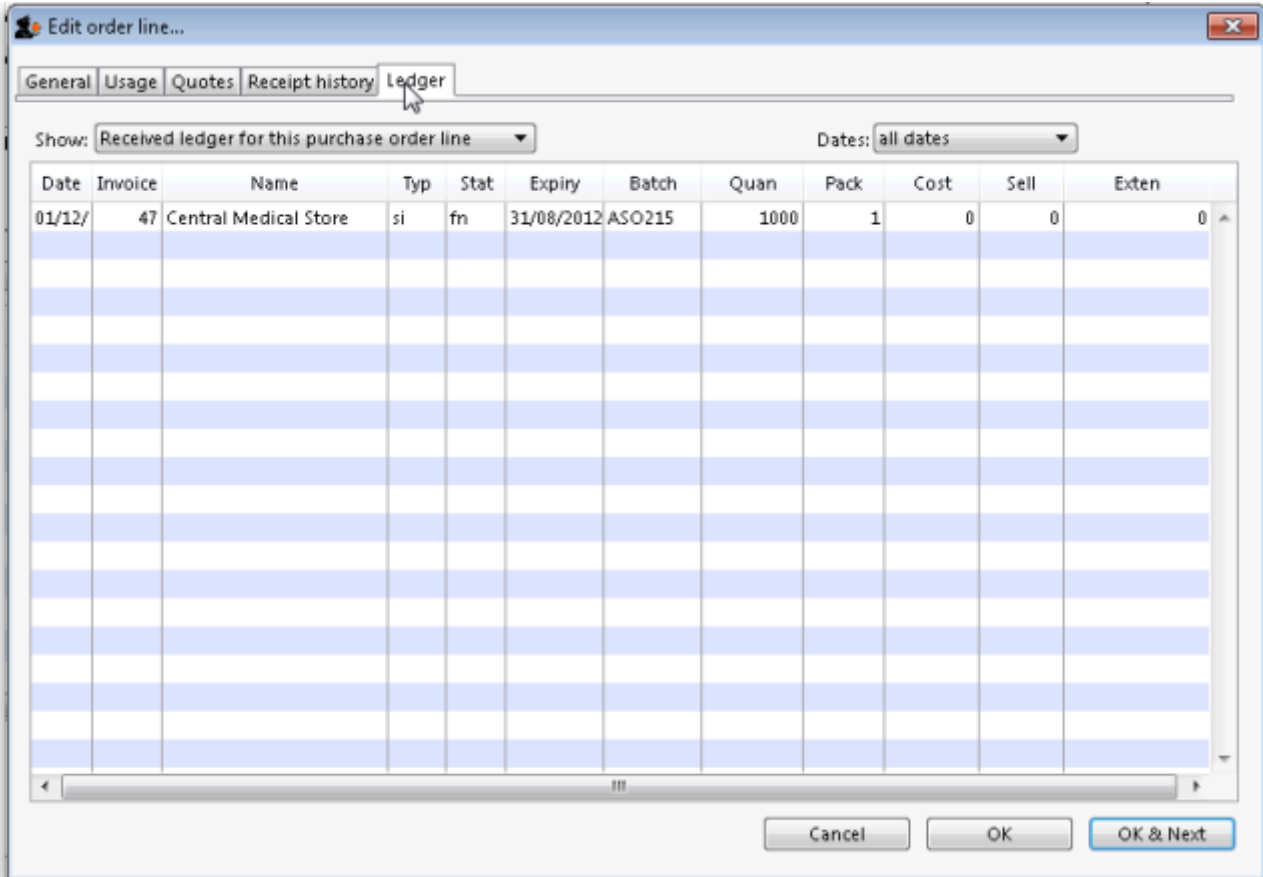 Edit order line...
General Usage Quotes Receipt history Ledger
Show: Received ledger for this purchase order line Dates: all dates
Date Invoice Name Typ Stat Expiry Batch Quan Pack Cost Sell Exten
01/12/ 47 Central Medical Store si fn 31/08/2012 ASO215 1000 1 0 0 0
Cancel OK OK & Next